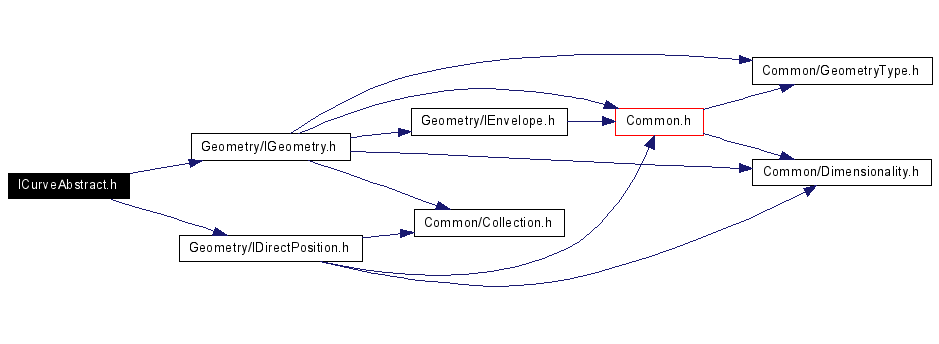 Common/GeometryType.h
Geometry/IEnvelope.h
Common.h
Geometry/IGeometry.h
Common/Dimensionality.h
ICurveAbstract.h
Common/Collection.h
Geometry/IDirectPosition.h